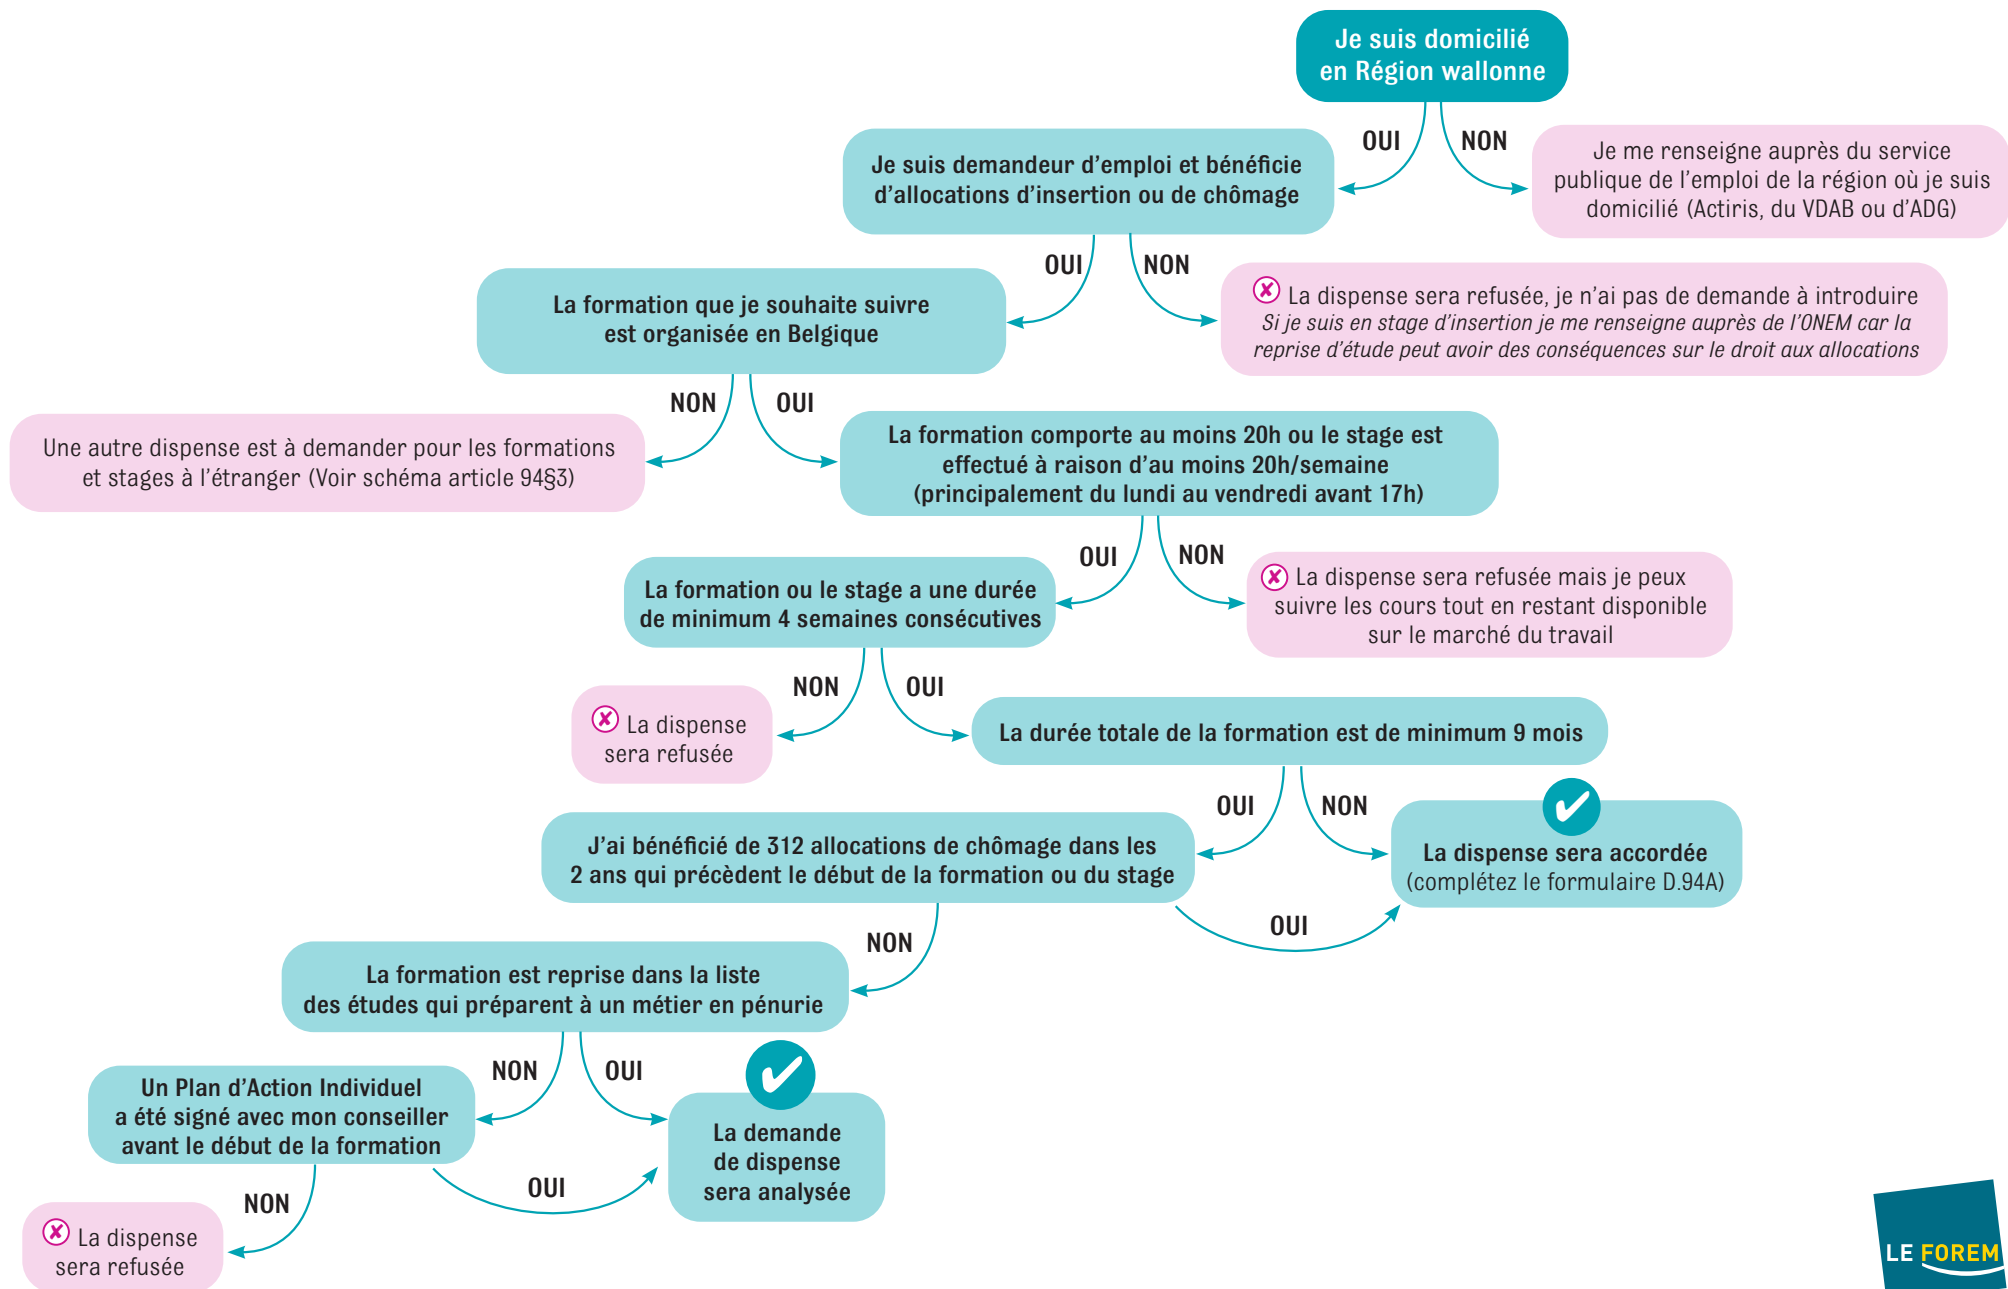 Je suis domicilié
en Région wallonne
OUI
NON
Je suis demandeur d'emploi et bénéficie
d'allocations d'insertion ou de chômage
Je me renseigne auprès du service
publique de l'emploi de la région où je suis
domicilié (Actiris, du VDAB ou d'ADG)
OUI
NON
La formation que je souhaite suivre
est organisée en Belgique
La dispense sera refusée, je n'ai pas de demande à introduire
Si je suis en stage d'insertion je me renseigne auprès de l'ONEM car la
reprise d'étude peut avoir des conséquences sur le droit aux allocations
NON
OUI
Une autre dispense est à demander pour les formations
et stages à l'étranger (Voir schéma article 94§3)
La formation comporte au moins 20h ou le stage est
effectué à raison d'au moins 20h/semaine
(principalement du lundi au vendredi avant 17h)
OUI
NON
La formation ou le stage a une durée
de minimum 4 semaines consécutives
La dispense sera refusée mais je peux
suivre les cours tout en restant disponible
sur le marché du travail
NON
OUI
La dispense
sera refusée
La durée totale de la formation est de minimum 9 mois
OUI
NON
J'ai bénéficié de 312 allocations de chômage dans les
2 ans qui précèdent le début de la formation ou du stage
La dispense sera accordée
(complétez le formulaire D.94A)
OUI
NON
La formation est reprise dans la liste
des études qui préparent à un métier en pénurie
NON
OUI
Un Plan d'Action Individuel
a été signé avec mon conseiller
avant le début de la formation
La demande
de dispense
sera analysée
OUI
NON
La dispense
sera refusée
LE FOREM